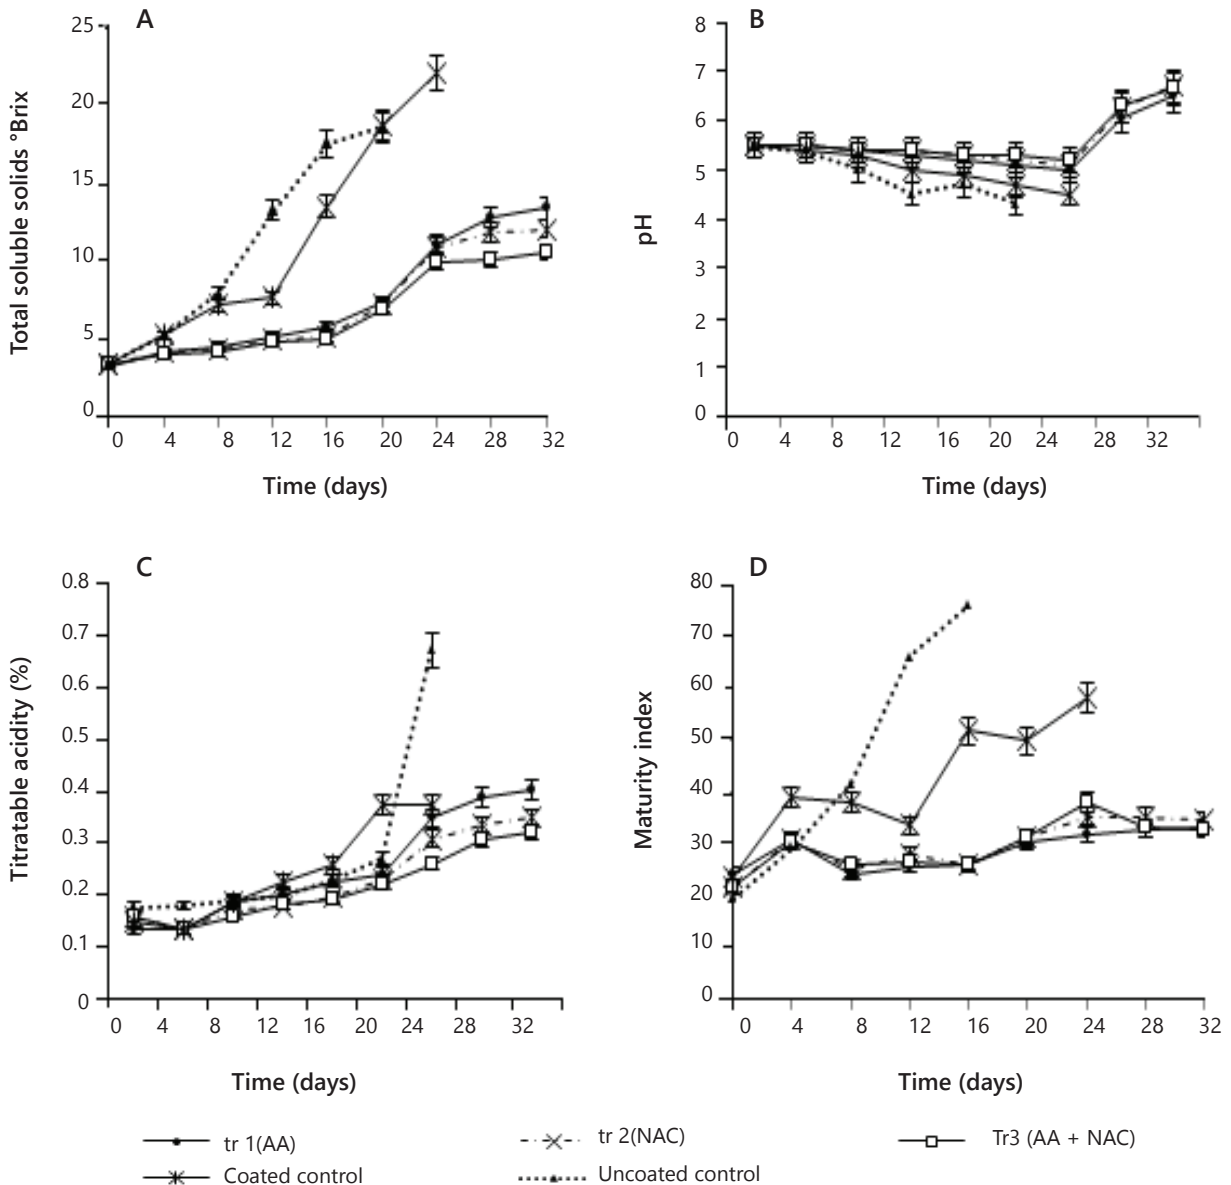 A
25
20
15
10
5
0
Total soluble solids °Brix
0 4 8 12 16 20 24 28 32
Time (days)
B
8
7
6
5
4
3
2
1
0
pH
0 4 8 12 16 20 24 28 32
Time (days)
C
0.8
0.7
0.6
0.5
0.4
0.3
0.2
0.1
0
Titratable acidity (%)
0 4 8 12 16 20 24 28 32
Time (days)
D
80
70
60
50
40
30
20
10
0
Maturity index
0 4 8 12 16 20 24 28 32
Time (days)
tr 1(AA)
tr 2(NAC)
Tr3 (AA + NAC)
Coated control
Uncoated control